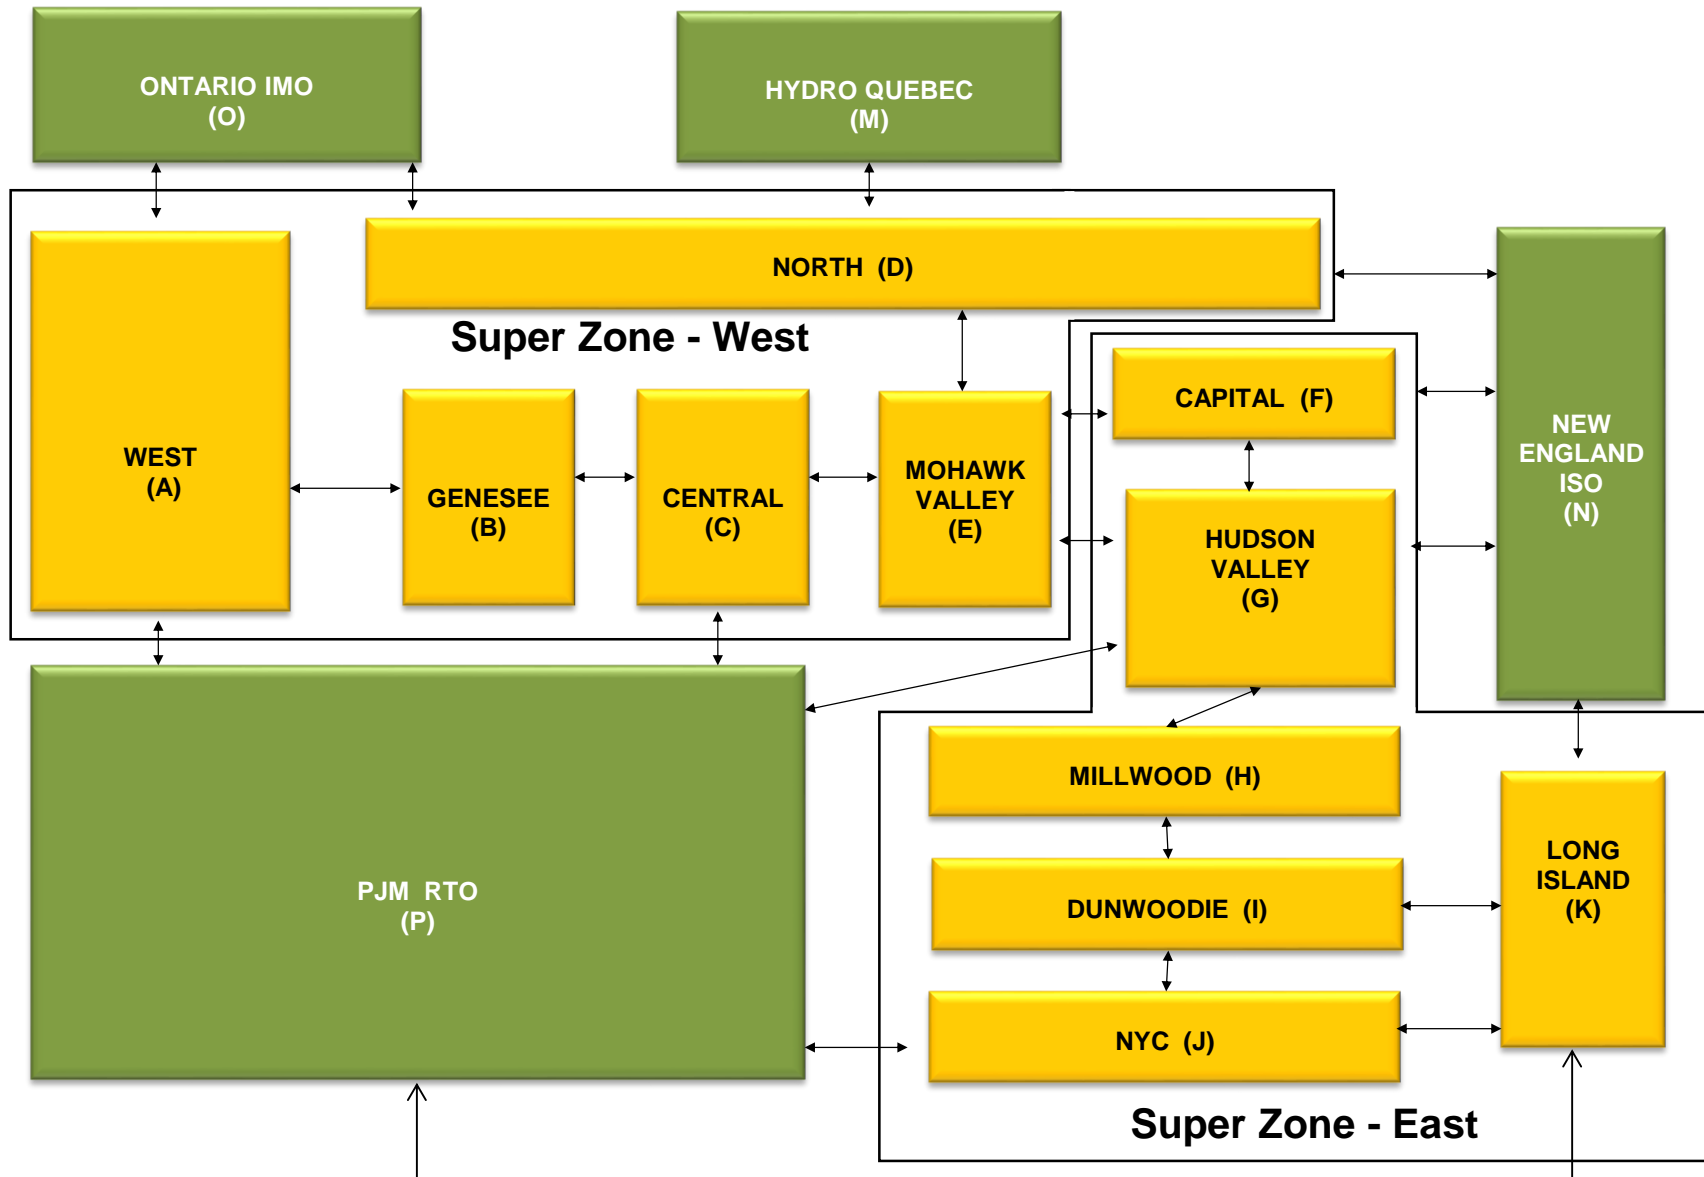 ONTARIO IMO
(O)
HYDRO QUEBEC
(M)
NORTH (D)
Super Zone - West
WEST
(A)
GENESEE
(B)
CENTRAL
(C)
MOHAWK
VALLEY
(E)
CAPITAL (F)
HUDSON
VALLEY
(G)
NEW
ENGLAND
ISO
(N)
PJM RTO
(P)
MILLWOOD (H)
DUNWOODIE (I)
NYC (J)
LONG
ISLAND
(K)
Super Zone - East